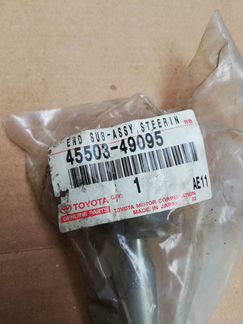 END SUB-ASSY, STEERIN
45503-49095
1
AE11
TOYOTA
GENUINE PARTS
TOYOTA MOTOR CORPORATION
MADE IN JAPAN